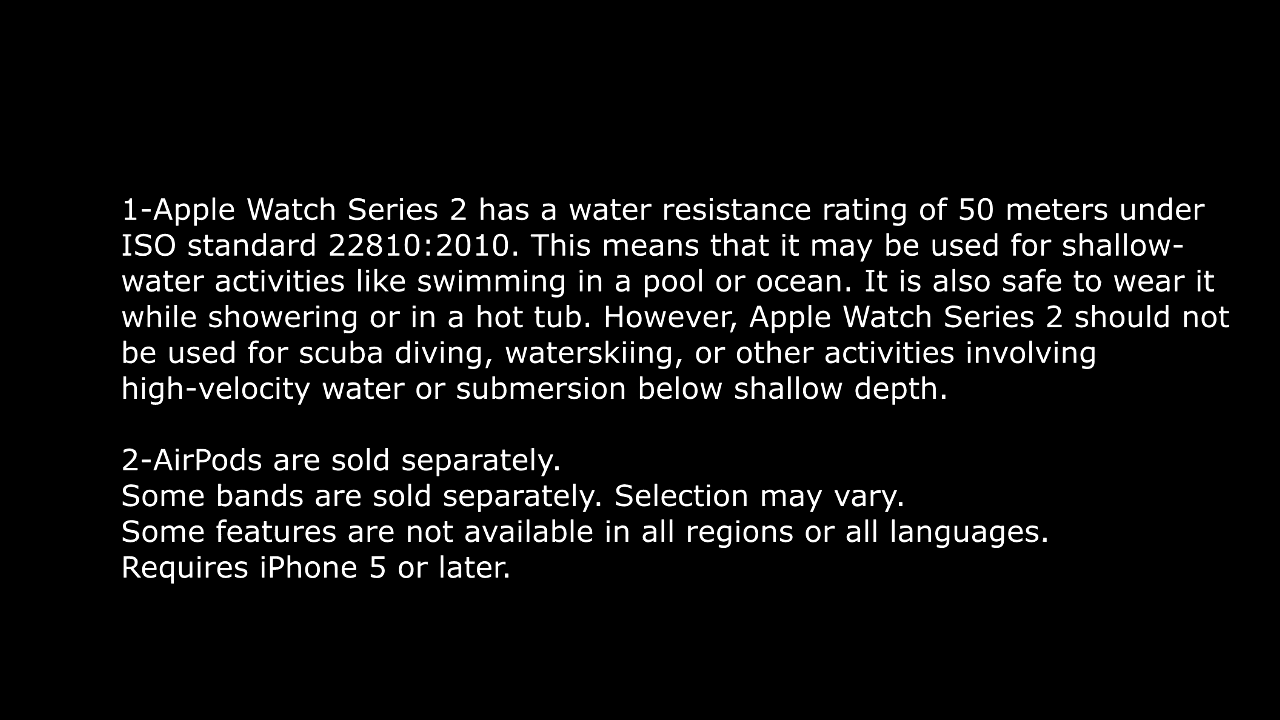 1-Apple Watch Series 2 has a water resistance rating of 50 meters under
ISO standard 22810:2010. This means that it may be used for shallow-
water activities like swimming in a pool or ocean. It is also safe to wear it
while showering or in a hot tub. However, Apple Watch Series 2 should not
be used for scuba diving, waterskiing, or other activities involving
high-velocity water or submersion below shallow depth.
2-AirPods are sold separately.
Some bands are sold separately. Selection may vary.
Some features are not available in all regions or all languages.
Requires iPhone 5 or later.